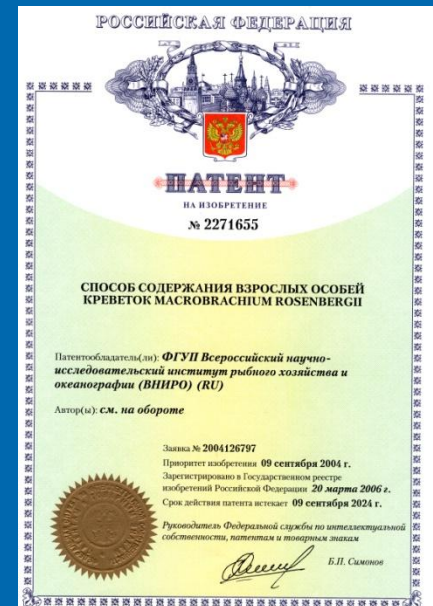 РОССИЙСКАЯ ФЕДЕРАЦИЯ
ПАТЕНТ
НА ИЗОБРЕТЕНИЕ
№ 2271655
СПОСОБ СОДЕРЖАНИЯ ВЗРОСЛЫХ ОСОБЕЙ
КРЕВЕТОК MACROBRACHIUM ROSENBERGII
Патентообладатель(ли): ФГУП Всероссийский научно-
исследовательский институт рыбного хозяйства и
океанографии (ВНИРО) (RU)
Автор(ы): см. на обороте
Заявка № 2004126797
Приоритет изобретения 09 сентября 2004 г.
Зарегистрировано в Государственном реестре
изобретений Российской Федерации 20 марта 2006 г.
Срок действия патента истекает 09 сентября 2024 г.
Руководитель Федеральной службы по интеллектуальной
собственности, патентам и товарным знакам
Б.П. Симонов